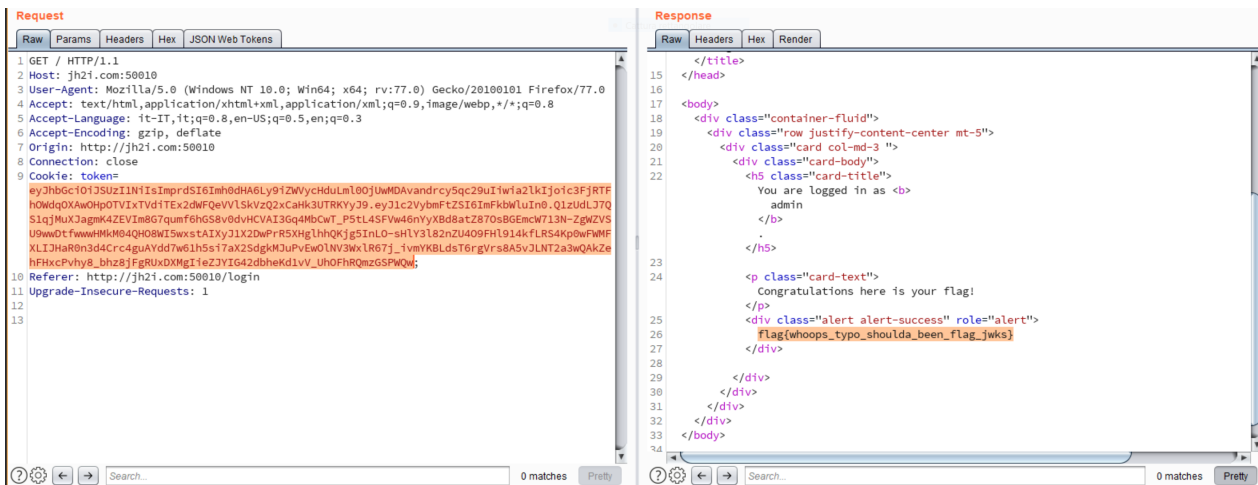 Request
Raw Params Headers Hex JSON Web Tokens
1 GET / HTTP/1.1
2 Host: jh2i.com:50010
3 User-Agent: Mozilla/5.0 (Windows NT 10.0; Win64; x64; rv:77.0) Gecko/20100101 Firefox/77.0
4 Accept: text/html,application/xhtml+xml,application/xml;q=0.9,image/webp,*/*;q=0.8
5 Accept-Language: it-IT,it;q=0.8,en-US;q=0.5,en;q=0.3
6 Accept-Encoding: gzip, deflate
7 Origin: http://jh2i.com:50010
8 Connection: close
9 Cookie: token=
10 Referer: http://jh2i.com:50010/login
11 Upgrade-Insecure-Requests: 1
12
13
? Search... 0 matches Pretty
Response
Raw Headers Hex Render
</title>
15 </head>
16
17 <body>
18 <div class="container-fluid">
19 <div class="row justify-content-center mt-5">
20 <div class="card col-md-3 ">
21 <div class="card-body">
22 <h5 class="card-title">
You are logged in as <b>
admin
</b>
.
</h5>
23
24 <p class="card-text">
Congratulations here is your flag!
</p>
25 <div class="alert alert-success" role="alert">
26 flag{whoops_typo_shoulda_been_flag_jwks}
27 </div>
28
29 </div>
30 </div>
31 </div>
32 </div>
33 </body>
34
? Search... 0 matches Pretty